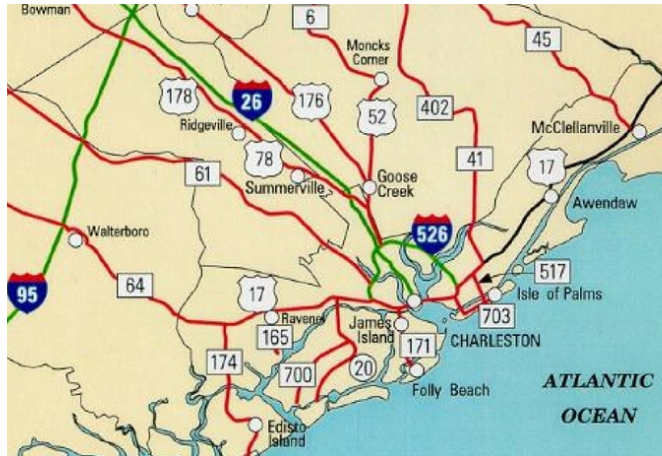 Bowman
6
45
Moncks
Corner
178
26
176
52
402
Ridgeville
McClellanville
78
41
17
61
Summerville
Goose
Creek
Awendaw
Walterboro
526
517
95
64
17
Isle of Palms
Ravenel
James
Island
703
165
171
CHARLESTON
174
700
20
Folly Beach
ATLANTIC
OCEAN
Edisto
Island